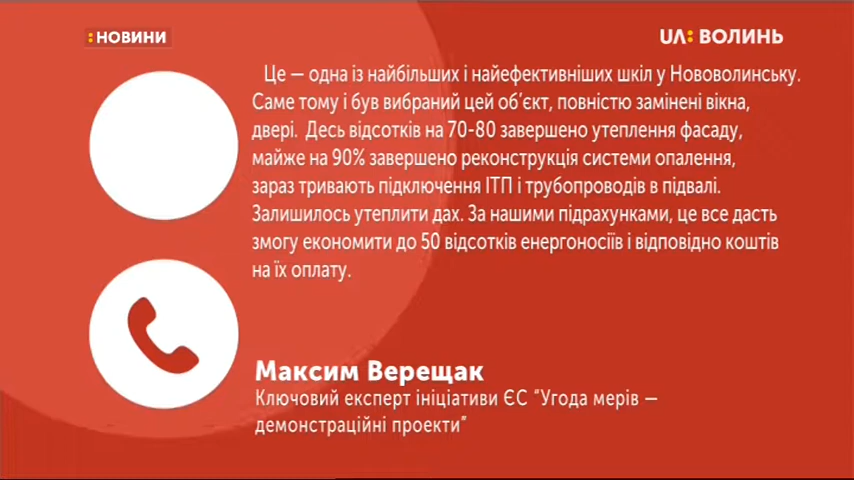 :НОВИНИ
UA: ВОЛИНЬ
Це — одна із найбільших і найефективніших шкіл у Нововолинську.
Саме тому і був вибраний цей об’єкт, повністю замінені вікна,
двері. Десь відсотків на 70-80 завершено утеплення фасаду,
майже на 90% завершено реконструкція системи опалення,
зараз тривають підключення ІТП і трубопроводів в підвалі.
Залишилось утеплити дах. За нашими підрахунками, це все дасть
змогу економити до 50 відсотків енергоносіїв і відповідно коштів
на їх оплату.
Максим Верещак
Ключовий експерт ініціативи ЄС “Угода мерів —
демонстраційні проекти”